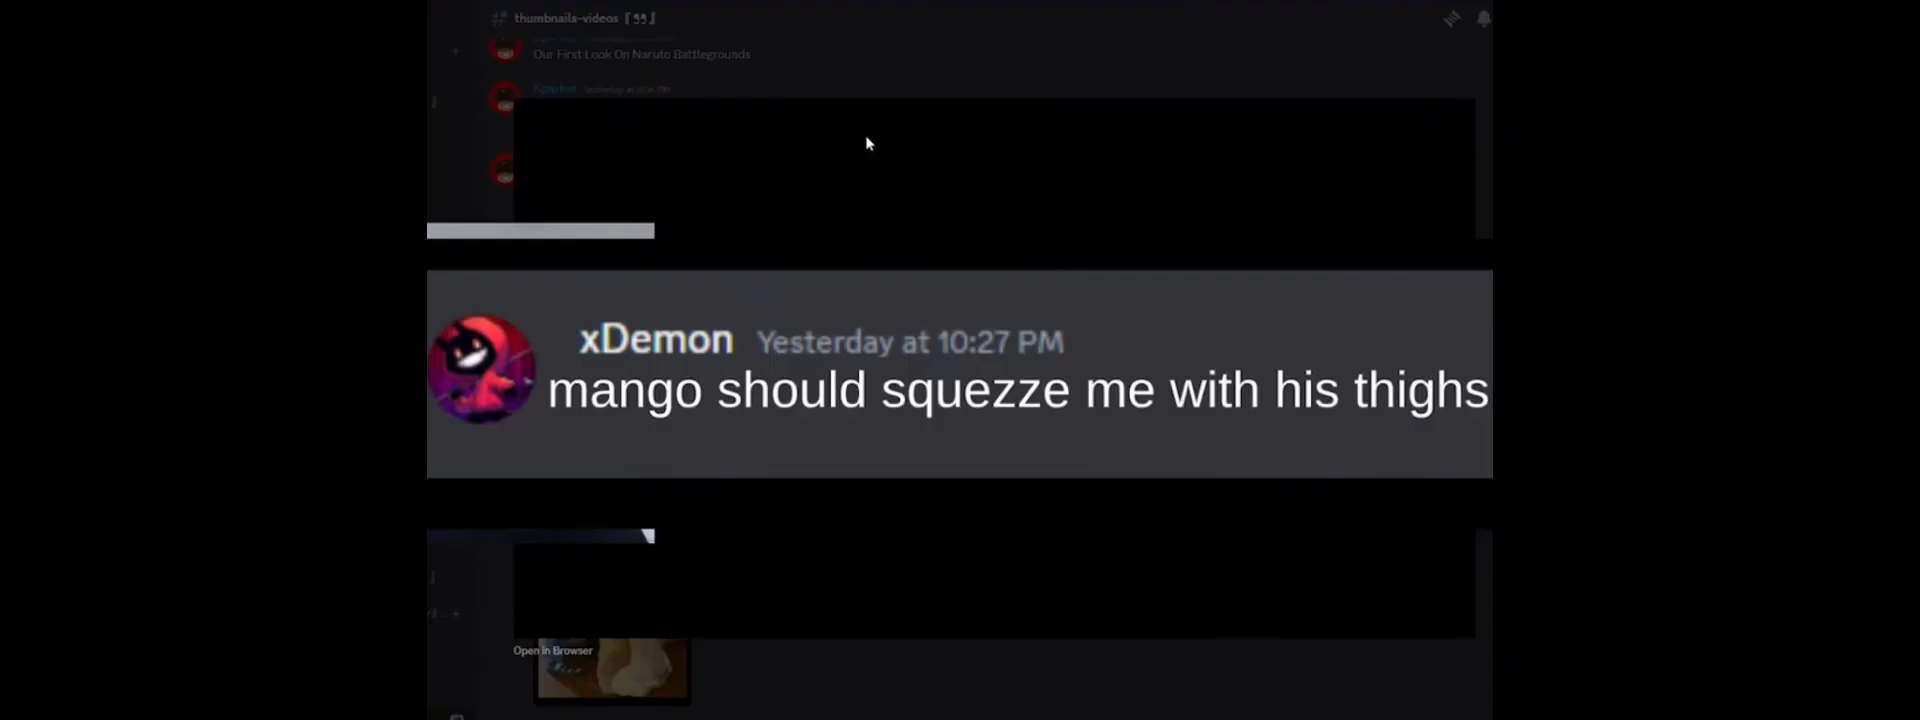 thumbnails-videos
Our First Look On Naruto Battlegrounds
xDemon Yesterday at 10:27 PM
mango should squezze me with his thighs
Open in Browser